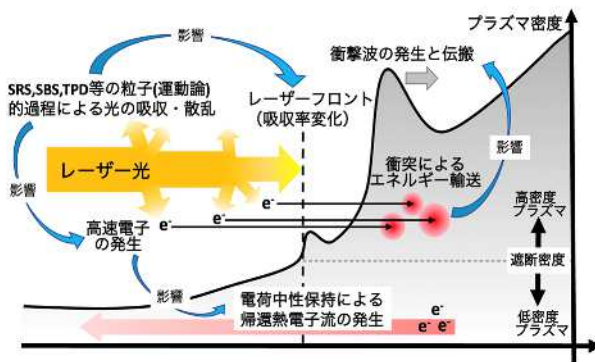 プラズマ密度
影響
衝撃波の発生と伝搬
SRS,SBS,TPD等の粒子(運動論)
的過程による光の吸収・散乱
レーザーフロント
（吸収率変化）
レーザー光
影響
衝突による
エネルギー輸送
影響
e-
e-
e-
高速電子
の発生
高密度
プラズマ
遮断密度
影響
電荷中性保持による
帰還熱電子流の発生
e-
e- e-
低密度
プラズマ